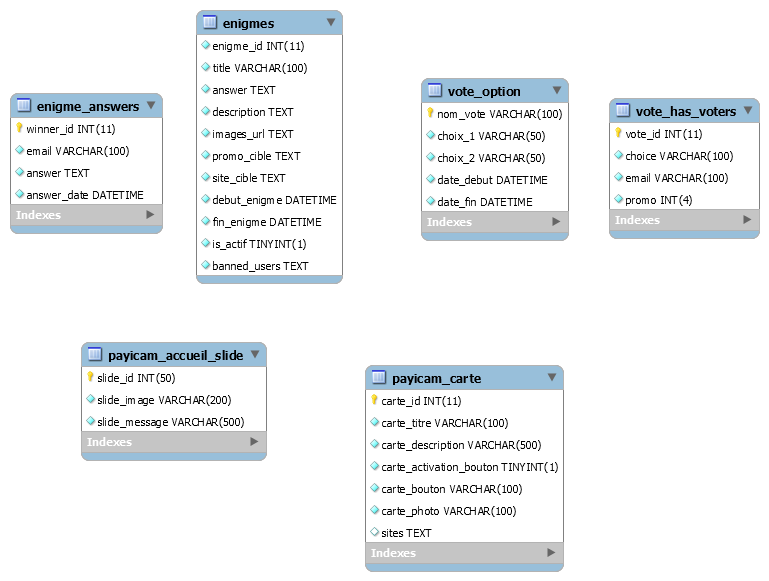 enigmes
enigme_id INT(11)
title VARCHAR(100)
answer TEXT
description TEXT
images_url TEXT
promo_cible TEXT
site_cible TEXT
debut_enigme DATETIME
fin_enigme DATETIME
is_actif TINYINT(1)
banned_users TEXT
enigme_answers
winner_id INT(11)
email VARCHAR(100)
answer TEXT
answer_date DATETIME
Indexes
vote_option
nom_vote VARCHAR(100)
choix_1 VARCHAR(50)
choix_2 VARCHAR(50)
date_debut DATETIME
date_fin DATETIME
Indexes
vote_has_voters
vote_id INT(11)
choice VARCHAR(100)
email VARCHAR(100)
promo INT(4)
Indexes
payicam_accueil_slide
slide_id INT(50)
slide_image VARCHAR(200)
slide_message VARCHAR(500)
Indexes
payicam_carte
carte_id INT(11)
carte_titre VARCHAR(100)
carte_description VARCHAR(500)
carte_activation_bouton TINYINT(1)
carte_bouton VARCHAR(100)
carte_photo VARCHAR(100)
sites TEXT
Indexes